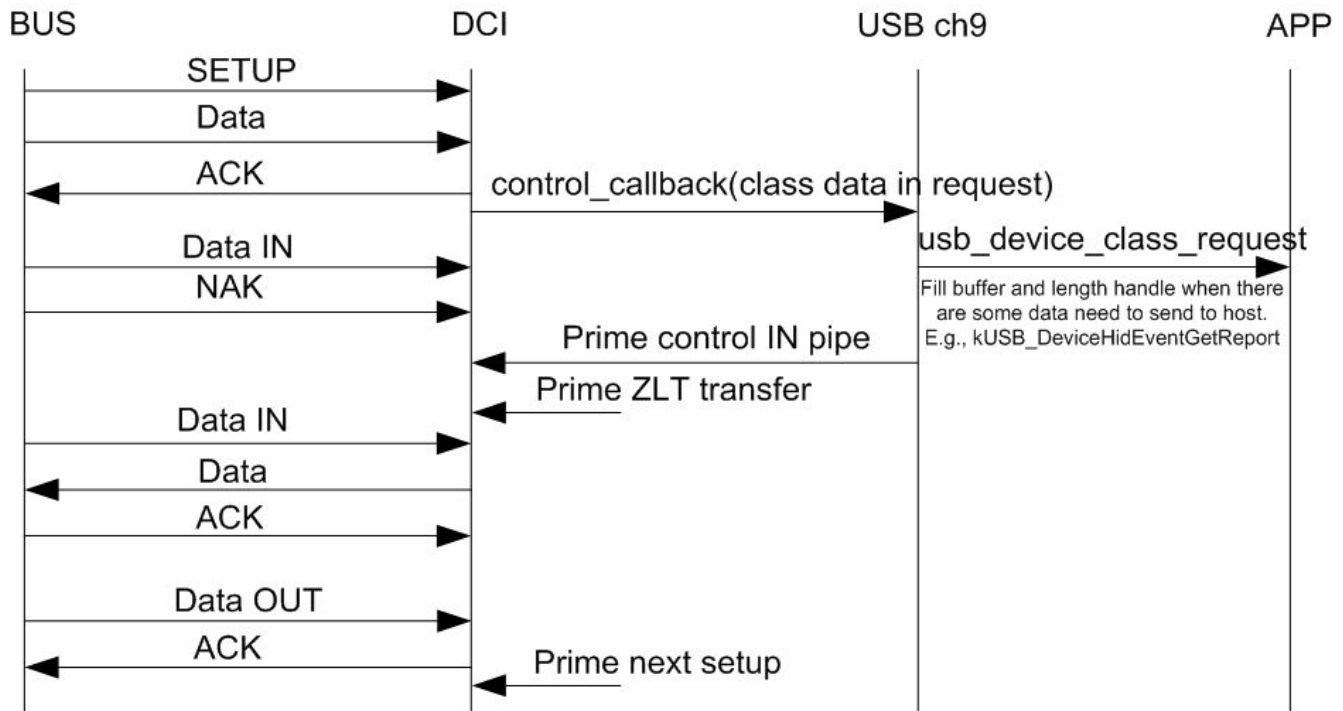 BUS DCI USB ch9 APP
SETUP
Data
ACK
control_callback(class data in request)
Data IN
usb_device_class_request
NAK
Fill buffer and length handle when there
are some data need to send to host.
E.g., kUSB_DeviceHidEventGetReport
Prime control IN pipe
Prime ZLT transfer
Data IN
Data
ACK
Data OUT
ACK
Prime next setup